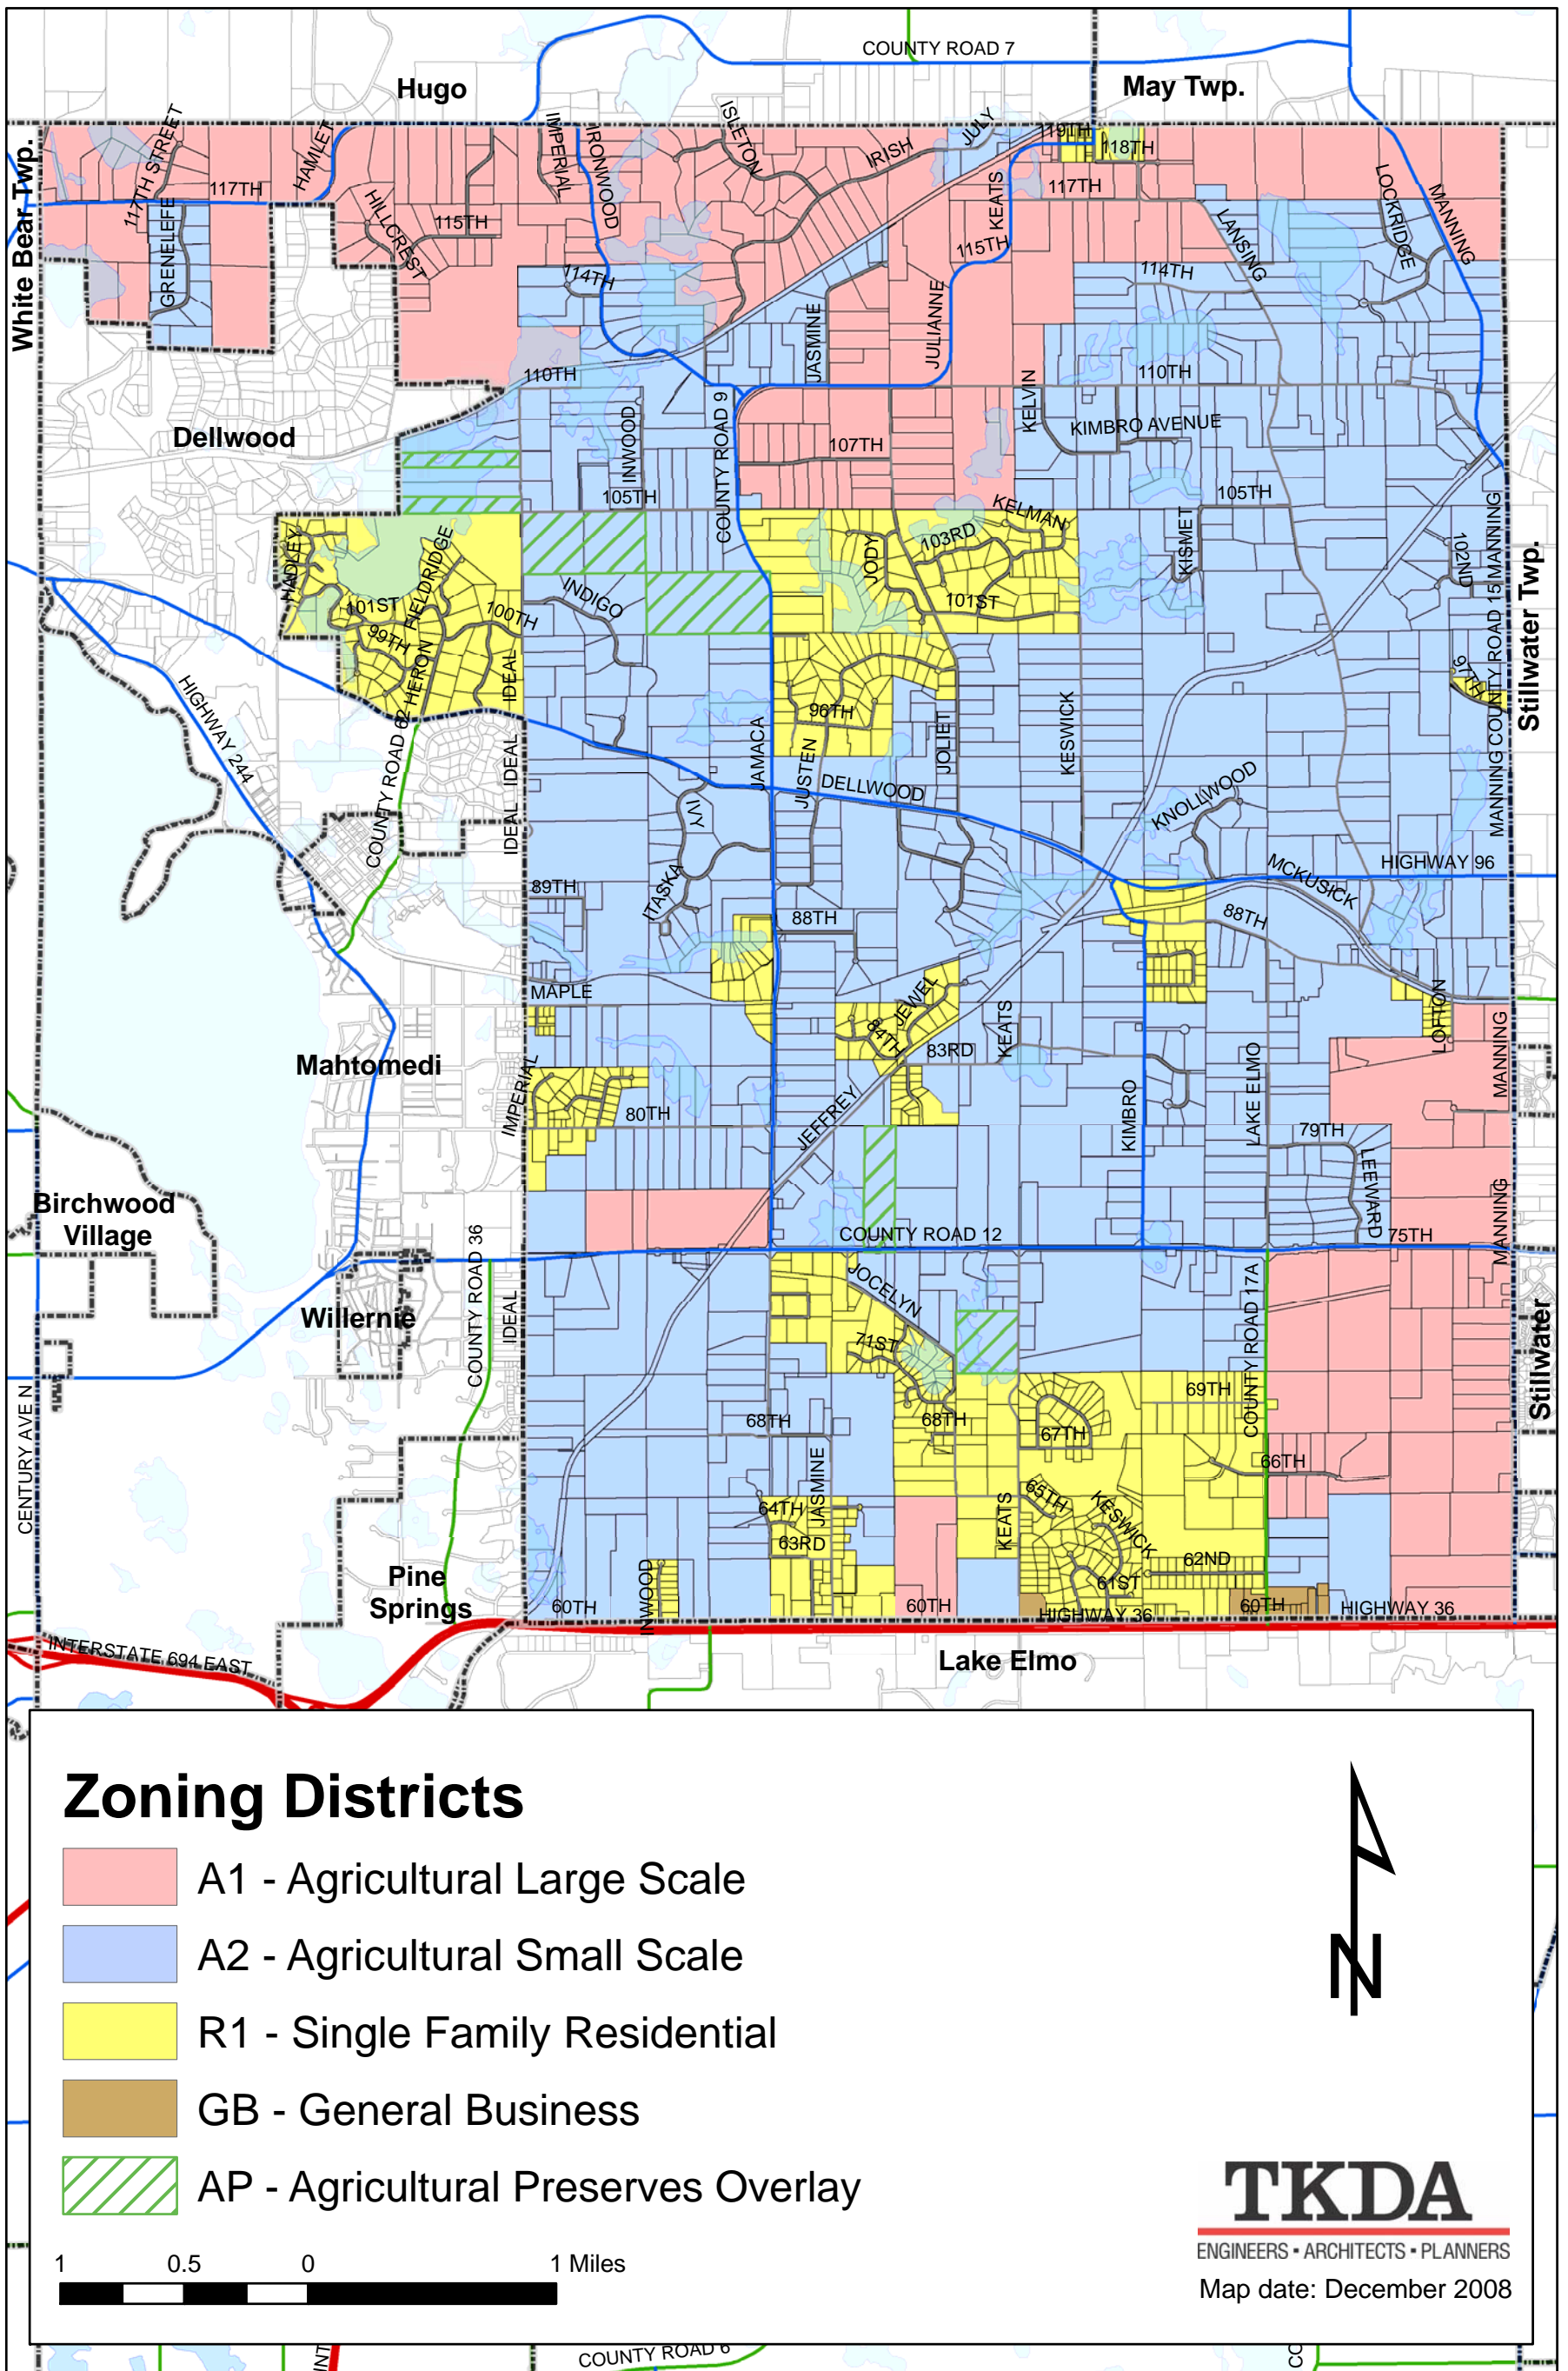 COUNTY ROAD 7
Hugo
May Twp.
White Bear Twp.
117TH STREET
HAMLET
IMPERIAL
IRONWOOD
ISLETON
IRISH
JULY
119TH
118TH
117TH
117TH
GRENELEFE
HILLCREST
115TH
KEATS
115TH
LANSING
LOCKRIDGE
MANNING
114TH
114TH
JASMINE
JULIANNE
110TH
110TH
KELVIN
KIMBRO AVENUE
Dellwood
INWOOD
COUNTY ROAD 9
107TH
105TH
105TH
KELMAN
103RD
JODY
KISMET
102ND
MANNING
COUNTY ROAD 15
MANNING
Stillwater Twp.
HADLEY
FIELDRIDGE
101ST
99TH
100TH
INDIGO
101ST
HERON
IDEAL
97TH
96TH
HIGHWAY 244
COUNTY ROAD 62
IDEAL
IDEAL
JAMACA
JUSTEN
JOLIET
KESWICK
DELLWOOD
IVY
KNOLLWOOD
HIGHWAY 96
MCKUSICK
89TH
ITASKA
88TH
88TH
MAPLE
JEWEL
84TH
83RD
KEATS
LOFTON
Mahtomedi
IMPERIAL
80TH
JEFFREY
KIMBRO
LAKE ELMO
MANNING
79TH
LEEWARD
MANNING
Birchwood
Village
COUNTY ROAD 12
75TH
Willernie
COUNTY ROAD 36
IDEAL
JOCELYN
71ST
COUNTY ROAD 17A
Stillwater
69TH
68TH
68TH
67TH
66TH
CENTURY AVE N
JASMINE
65TH
KESWICK
KEATS
64TH
63RD
62ND
61ST
Pine
Springs
INWOOD
60TH
60TH
60TH
HIGHWAY 36
HIGHWAY 36
INTERSTATE 694 EAST
Lake Elmo
Zoning Districts
A1 - Agricultural Large Scale
A2 - Agricultural Small Scale
R1 - Single Family Residential
GB - General Business
AP - Agricultural Preserves Overlay
N
1 0.5 0 1 Miles
TKDA
ENGINEERS ▪ ARCHITECTS ▪ PLANNERS
Map date: December 2008
COUNTY ROAD 6